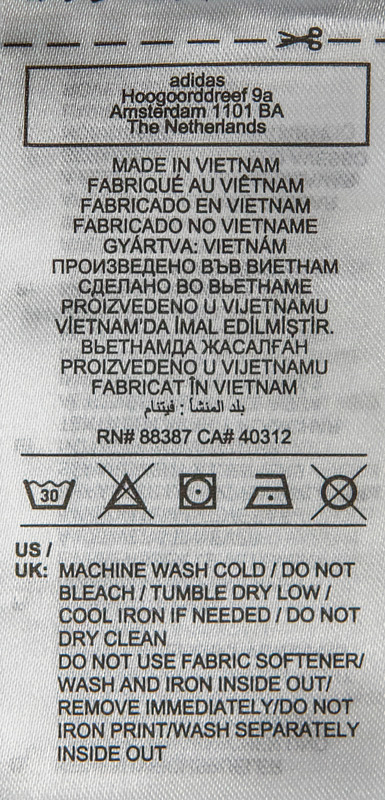 adidas
Hoogoorddreef 9a
Amsterdam 1101 BA
The Netherlands
MADE IN VIETNAM
FABRIQUÉ AU VIÊTNAM
FABRICADO EN VIETNAM
FABRICADO NO VIETNAME
GYÁRTVA: VIETNÁM
ПРОИЗВЕДЕНО ВЪВ ВИЕТНАМ
СДЕЛАНО ВО ВЬЕТНАМЕ
PROIZVEDENO U VIJETNAMU
VİETNAM'DA İMAL EDİLMİŞTİR.
ВЬЕТНАМДА ЖАСАЛҒАН
PROIZVEDENO U VIJETNAMU
FABRICAT ÎN VIETNAM
بلد المنشأ : فيتنام
RN# 88387 CA# 40312
30
US /
UK: MACHINE WASH COLD / DO NOT
BLEACH / TUMBLE DRY LOW /
COOL IRON IF NEEDED / DO NOT
DRY CLEAN
DO NOT USE FABRIC SOFTENER/
WASH AND IRON INSIDE OUT/
REMOVE IMMEDIATELY/DO NOT
IRON PRINT/WASH SEPARATELY
INSIDE OUT